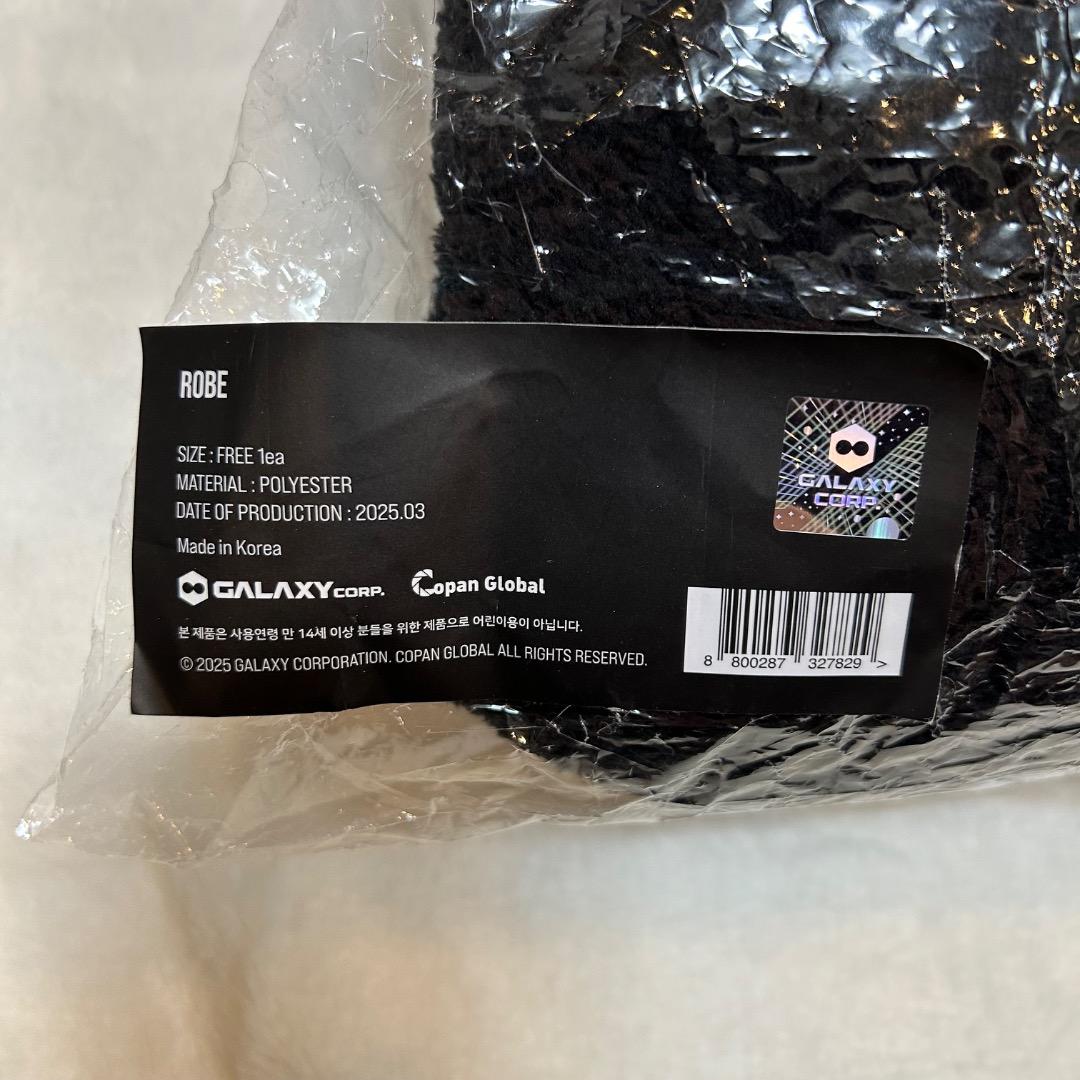 ROBE
SIZE : FREE 1ea
MATERIAL : POLYESTER
DATE OF PRODUCTION : 2025.03
Made in Korea
GALAXY CORP. Copan Global
본 제품은 사용연령 만 14세 이상 분들을 위한 제품으로 어린이용이 아닙니다.
© 2025 GALAXY CORPORATION. COPAN GLOBAL ALL RIGHTS RESERVED.
GALAXY
CORP.
8 800287 327829 >